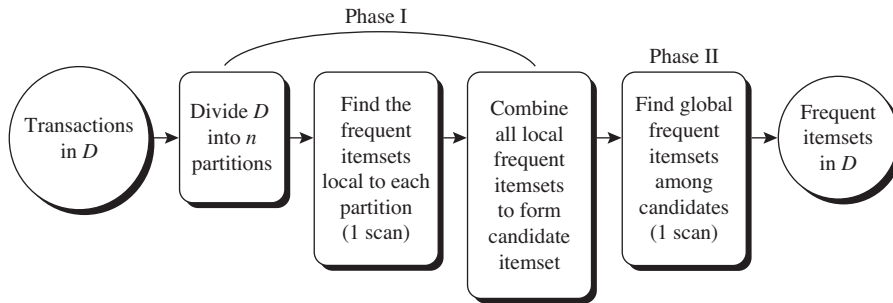 Phase I
Phase II
Transactions
in D
Divide D
into n
partitions
Find the
frequent
itemsets
local to each
partition
(1 scan)
Combine
all local
frequent
itemsets
to form
candidate
itemset
Find global
frequent
itemsets
among
candidates
(1 scan)
Frequent
itemsets
in D